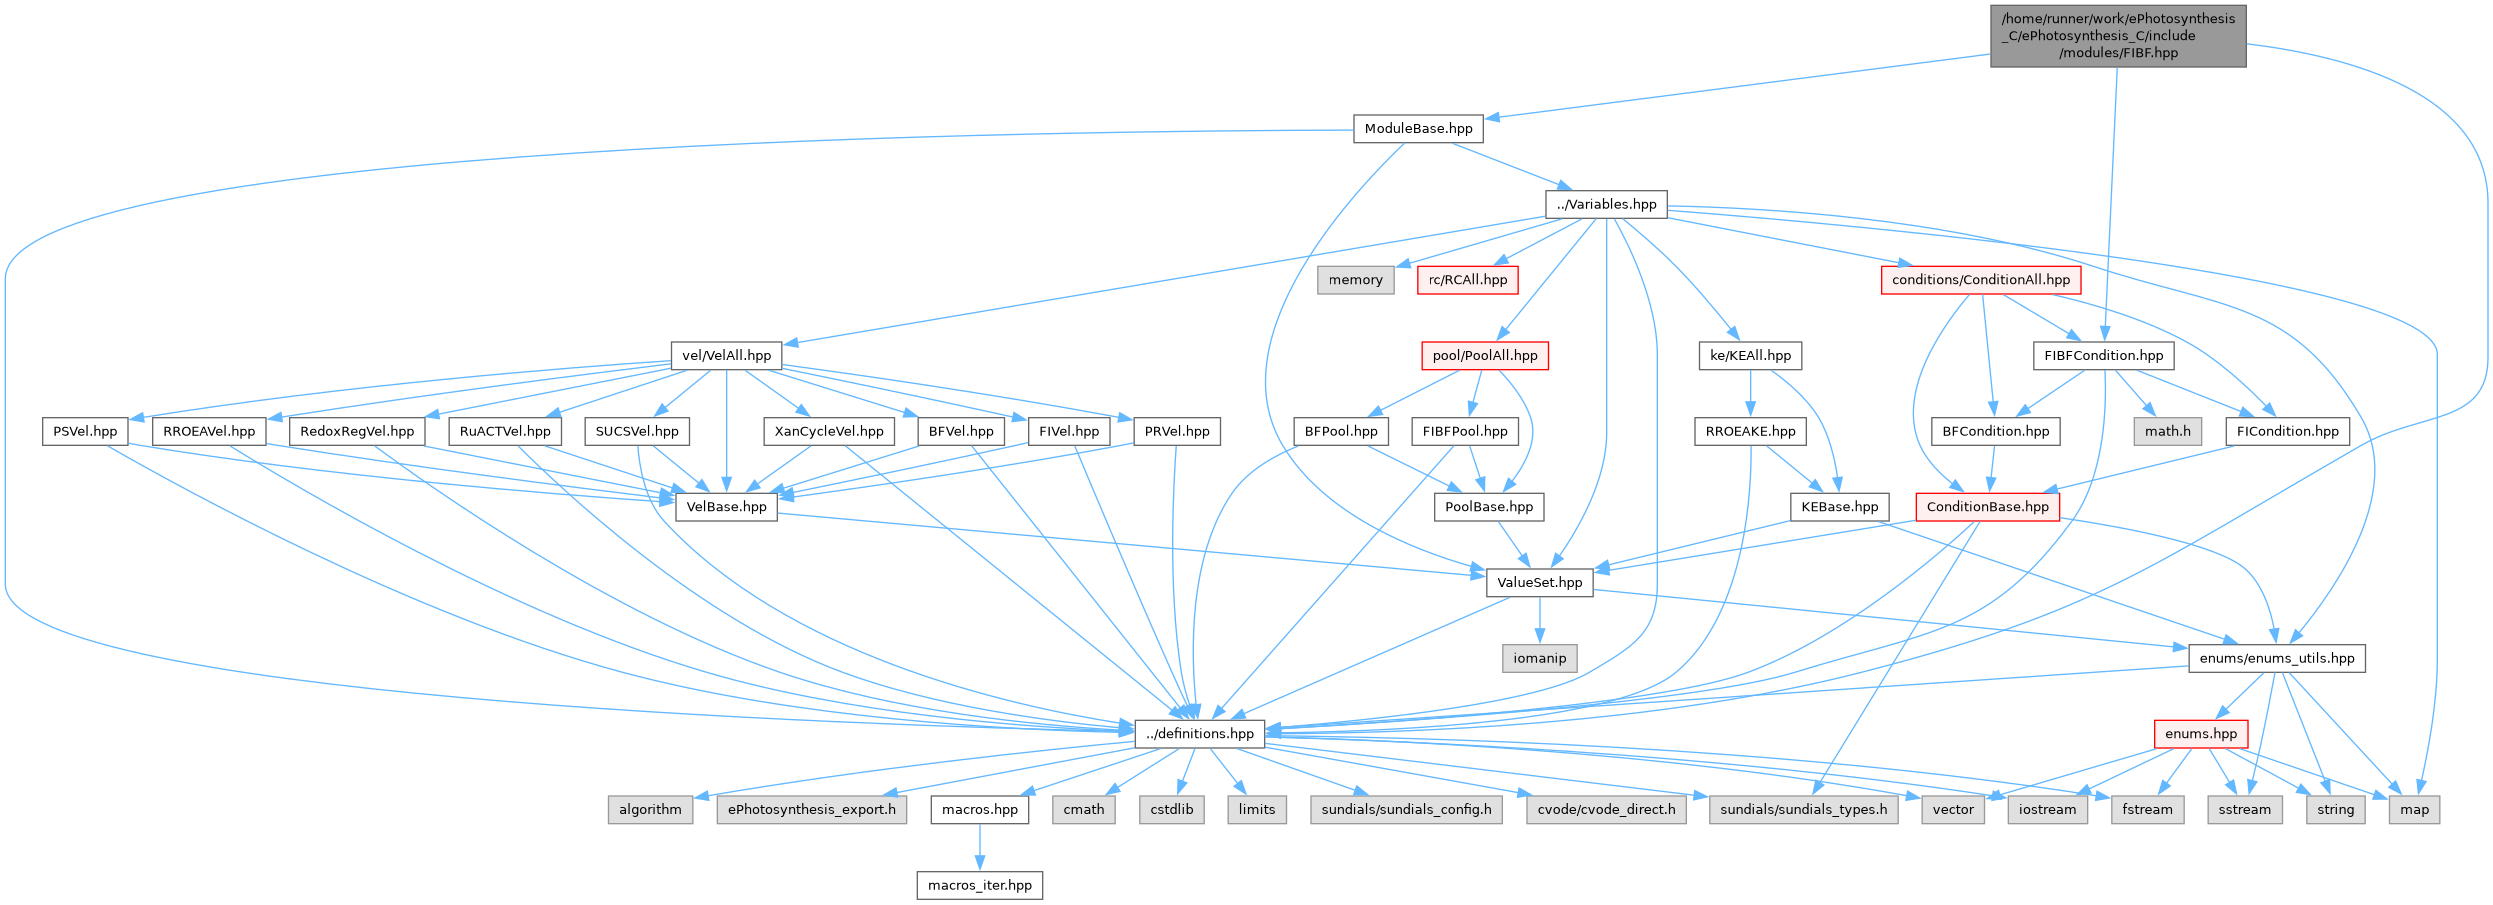 /home/runner/work/ePhotosynthesis
_C/ePhotosynthesis_C/include
/modules/FIBF.hpp
ModuleBase.hpp
../Variables.hpp
memory
rc/RCAll.hpp
conditions/ConditionAll.hpp
vel/VelAll.hpp
pool/PoolAll.hpp
ke/KEAll.hpp
FIBFCondition.hpp
PSVel.hpp
RROEAVel.hpp
RedoxRegVel.hpp
RuACTVel.hpp
SUCSVel.hpp
XanCycleVel.hpp
BFVel.hpp
FIVel.hpp
PRVel.hpp
BFPool.hpp
FIBFPool.hpp
RROEAKE.hpp
BFCondition.hpp
math.h
FICondition.hpp
VelBase.hpp
PoolBase.hpp
KEBase.hpp
ConditionBase.hpp
ValueSet.hpp
iomanip
enums/enums_utils.hpp
../definitions.hpp
enums.hpp
algorithm
ePhotosynthesis_export.h
macros.hpp
cmath
cstdlib
limits
sundials/sundials_config.h
cvode/cvode_direct.h
sundials/sundials_types.h
vector
iostream
fstream
sstream
string
map
macros_iter.hpp